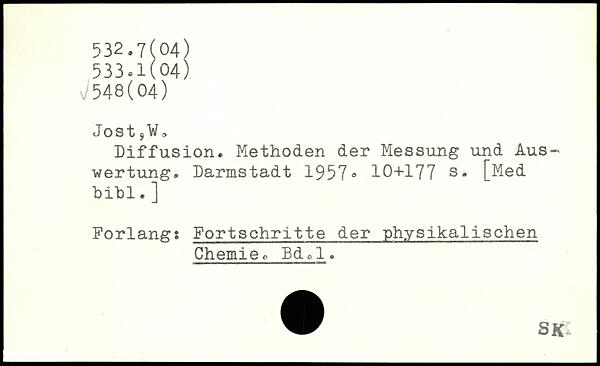 532.7(04)
533.1(04)
√548(04)
Jost,W.
Diffusion. Methoden der Messung und Aus-
wertung. Darmstadt 1957. 10+177 s. [Med
bibl.]
Forlang: Fortschritte der physikalischen
Chemie. Bd.1.
SK